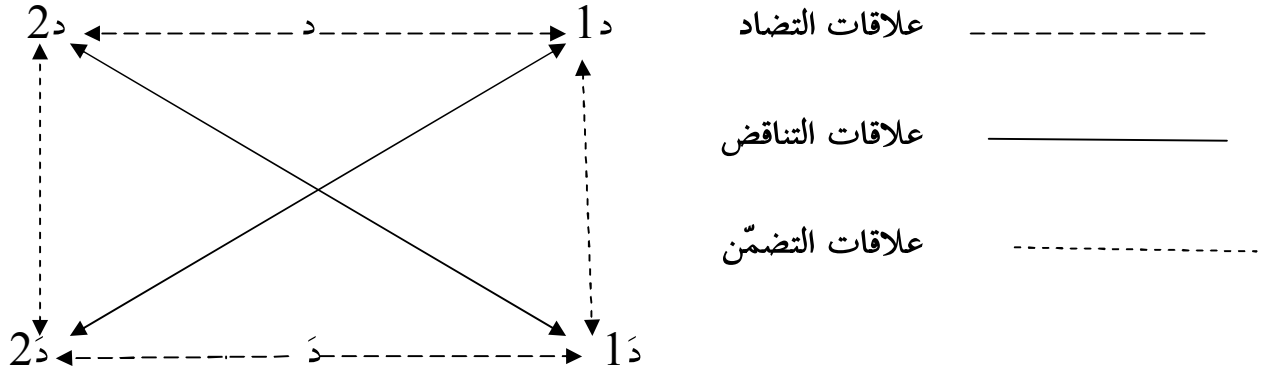 د1 د د2
علاقات التضاد
علاقات التناقض
علاقات التضمّن
دَ1 دَ دَ2